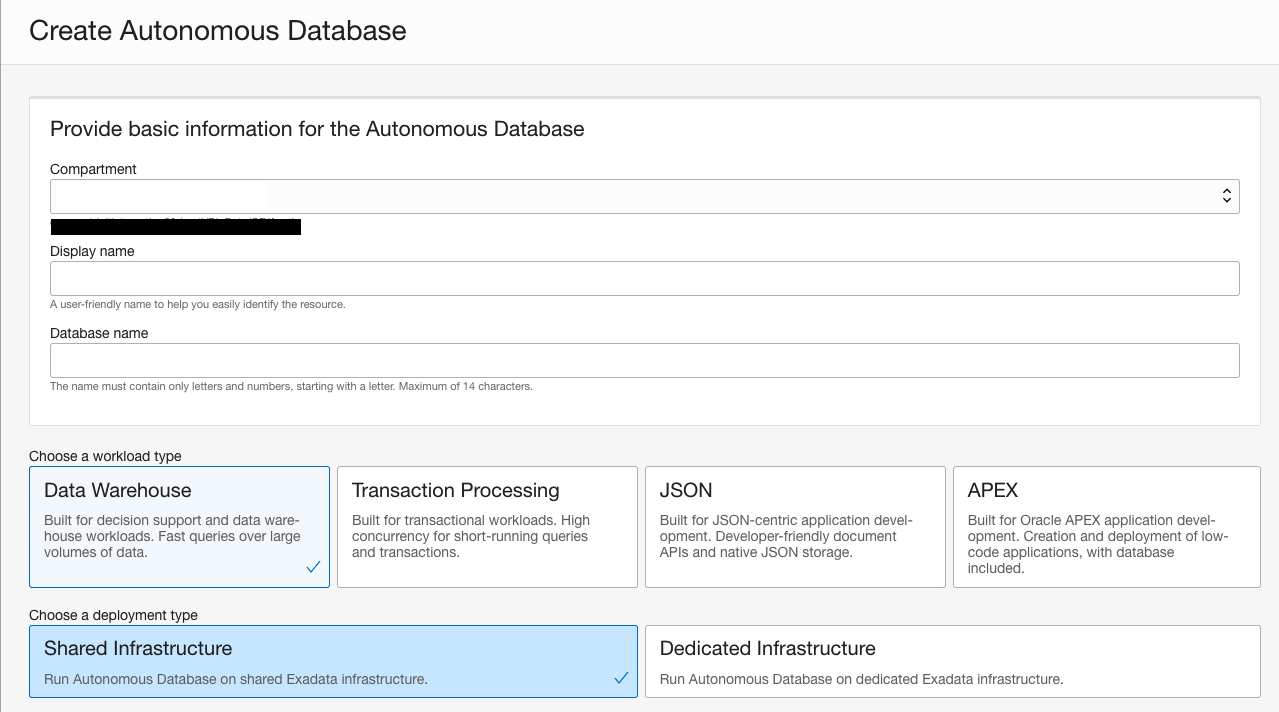 Create Autonomous Database
Provide basic information for the Autonomous Database
Compartment
Display name
A user-friendly name to help you easily identify the resource.
Database name
The name must contain only letters and numbers, starting with a letter. Maximum of 14 characters.
Choose a workload type
Data Warehouse
Built for decision support and data ware-
house workloads. Fast queries over large
volumes of data.
Transaction Processing
Built for transactional workloads. High
concurrency for short-running queries
and transactions.
JSON
Built for JSON-centric application devel-
opment. Developer-friendly document
APIs and native JSON storage.
APEX
Built for Oracle APEX application devel-
opment. Creation and deployment of low-
code applications, with database
included.
Choose a deployment type
Shared Infrastructure
Run Autonomous Database on shared Exadata infrastructure.
Dedicated Infrastructure
Run Autonomous Database on dedicated Exadata infrastructure.